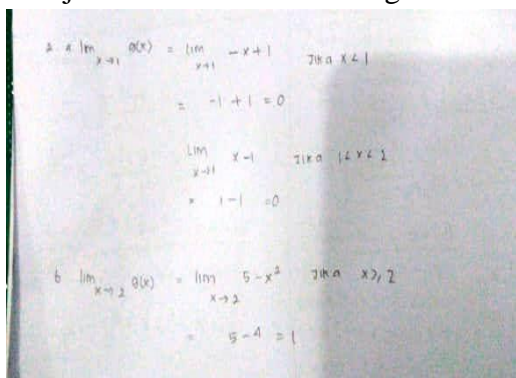 2. a lim x→1 g(x) = lim x→1 -x+1 Jika x < 1
= -1 + 1 = 0
Lim x→1 x-1 Jika 1 < x < 2
= 1-1 = 0
b lim x→2 g(x) = lim x→2 5-x² Jika x ≥ 2
= 5-4 = 1